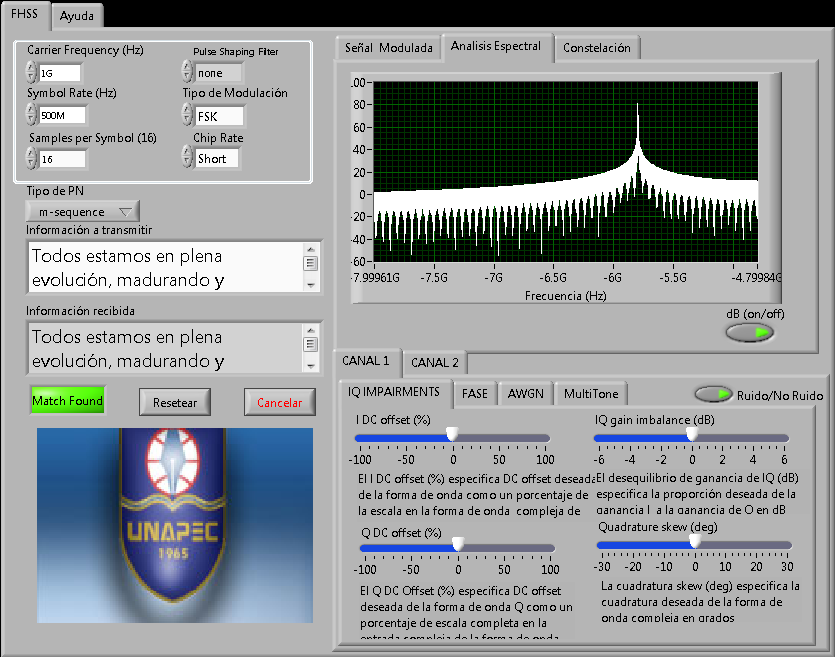 FHSS
Ayuda
Carrier Frequency (Hz)
1G
Pulse Shaping Filter
none
Symbol Rate (Hz)
500M
Tipo de Modulación
FSK
Samples per Symbol (16)
16
Chip Rate
Short
Tipo de PN
m-sequence
Información a transmitir
Todos estamos en plena
evolución, madurando y
Información recibida
Todos estamos en plena
evolución, madurando y
Match Found
Resetear
Cancelar
UNAPEC
1965
Señal Modulada
Analisis Espectral
Constelación
100
80
60
40
20
0
-20
-40
-60
-7.99961G
-7.5G
-7G
-6.5G
-6G
-5.5G
-4.79984G
Frecuencia (Hz)
dB (on/off)
CANAL 1
CANAL 2
IQ IMPAIRMENTS
FASE
AWGN
MultiTone
Ruido/No Ruido
I DC offset (%)
-100 -50 0 50 100
El I DC offset (%) especifica DC offset deseada
de la forma de onda como un porcentaje de
la escala en la forma de onda compleja de
IQ gain imbalance (dB)
-6 -4 -2 0 2 4 6
El desequilibrio de ganancia de IQ (dB)
especifica la proporción deseada de la
ganancia I a la ganancia de Q en dB
Q DC offset (%)
-100 -50 0 50 100
El Q DC Offset (%) especifica DC offset
deseada de la forma de onda Q como un
porcentaje de escala completa en la
entrada compleja de la forma de onda
Quadrature skew (deg)
-30 -20 -10 0 10 20 30
La cuadratura skew (deg) especifica la
cuadratura deseada de la forma de
onda compleja en grados